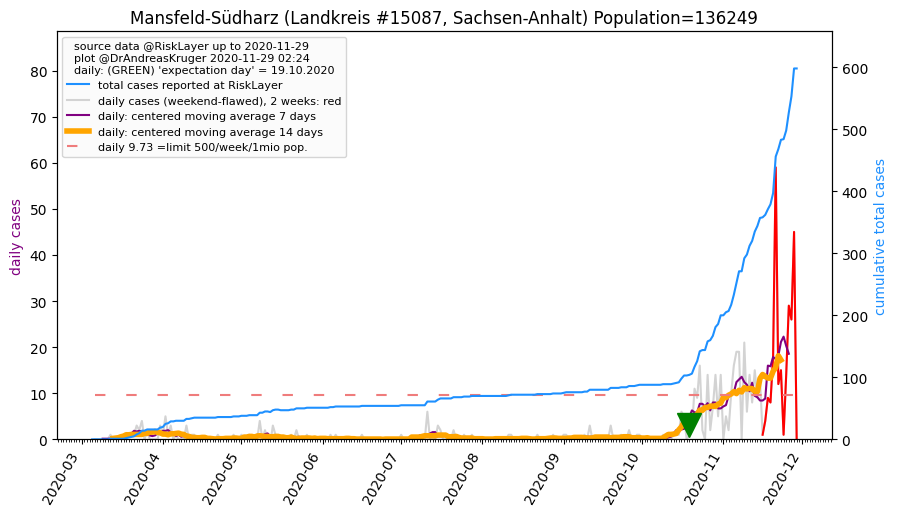 Mansfeld-Südharz (Landkreis #15087, Sachsen-Anhalt) Population=136249
source data @RiskLayer up to 2020-11-29
plot @DrAndreasKruger 2020-11-29 02:24
daily: (GREEN) 'expectation day' = 19.10.2020
total cases reported at RiskLayer
daily cases (weekend-flawed), 2 weeks: red
daily: centered moving average 7 days
daily: centered moving average 14 days
daily 9.73 =limit 500/week/1mio pop.
daily cases
80
70
60
50
40
30
20
10
0
cumulative total cases
600
500
400
300
200
100
0
2020-03
2020-04
2020-05
2020-06
2020-07
2020-08
2020-09
2020-10
2020-11
2020-12